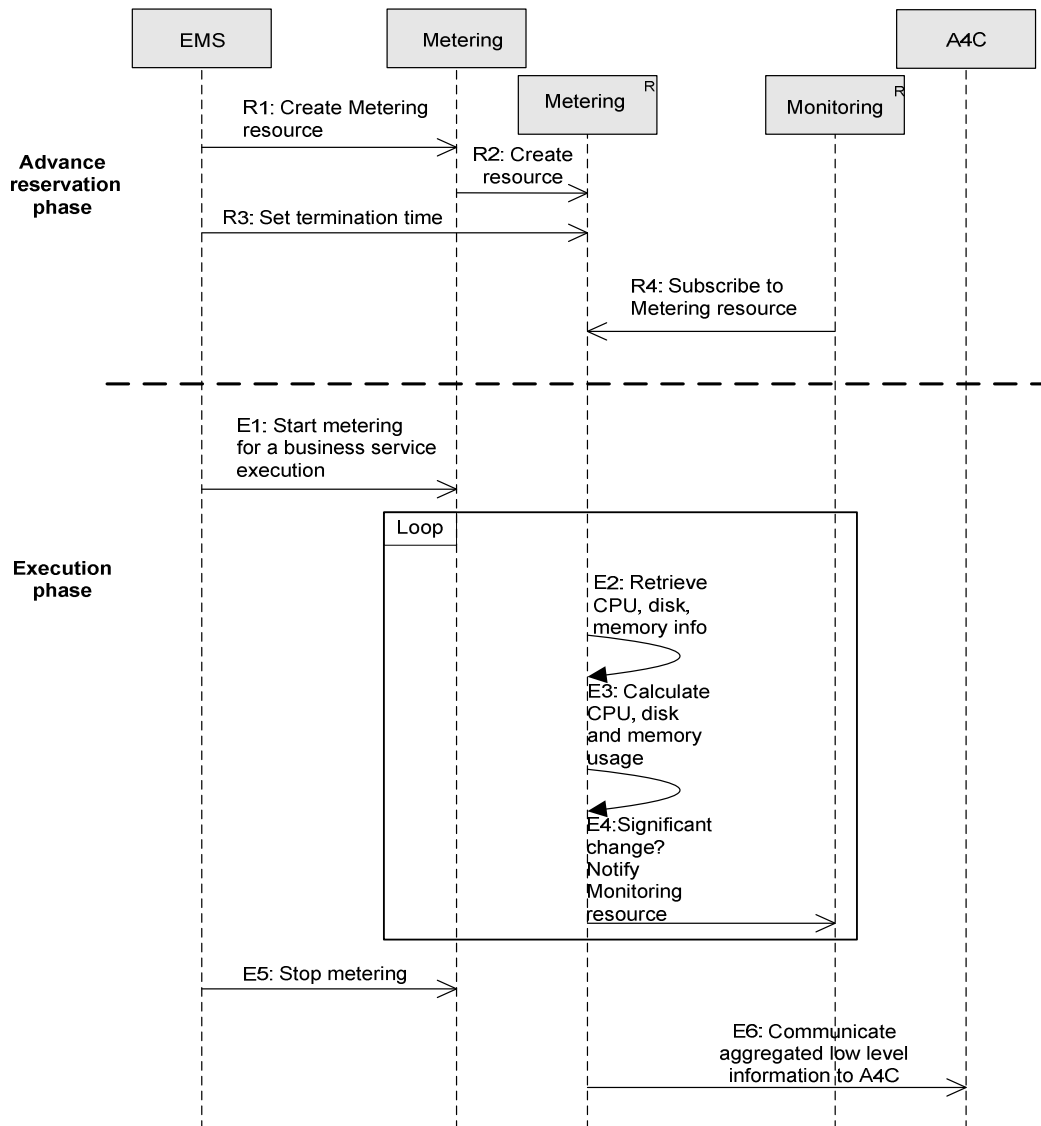 EMS
Metering
A4C
Metering
R
Monitoring
R
R1: Create Metering
resource
R2: Create
resource
Advance
reservation
phase
R3: Set termination time
R4: Subscribe to
Metering resource
E1: Start metering
for a business service
execution
Loop
Execution
phase
E2: Retrieve
CPU, disk,
memory info
E3: Calculate
CPU, disk
and memory
usage
E4:Significant
change?
Notify
Monitoring
resource
E5: Stop metering
E6: Communicate
aggregated low level
information to A4C